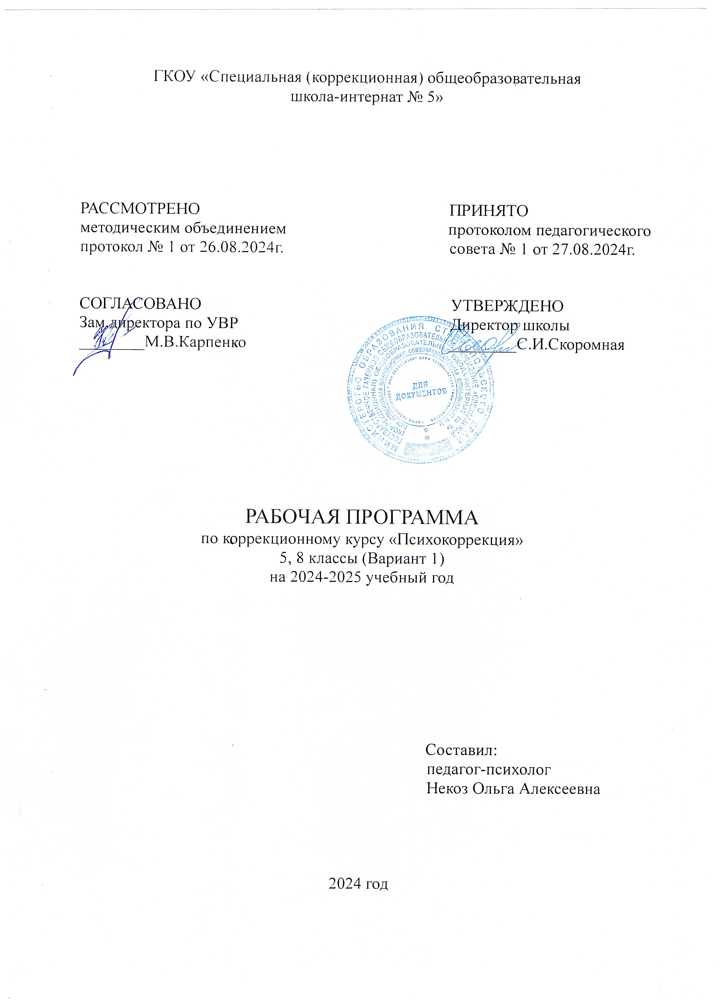 ГКОУ «Специальная (коррекционная) общеобразовательная
школа-интернат № 5»
РАССМОТРЕНО
методическим объединением
протокол № 1 от 26.08.2024г.
ПРИНЯТО
протоколом педагогического
совета № 1 от 27.08.2024г.
СОГЛАСОВАНО
Зам.директора по УВР
________М.В.Карпенко
УТВЕРЖДЕНО
Директор школы
________С.И.Скоромная
МИНИСТЕРСТВО ОБРАЗОВАНИЯ СТАВРОПОЛЬСКОГО КРАЯ
ДЛЯ
ДОКУМЕНТОВ
РАБОЧАЯ ПРОГРАММА
по коррекционному курсу «Психокоррекция»
5, 8 классы (Вариант 1)
на 2024-2025 учебный год
Составил:
педагог-психолог
Некоз Ольга Алексеевна
2024 год